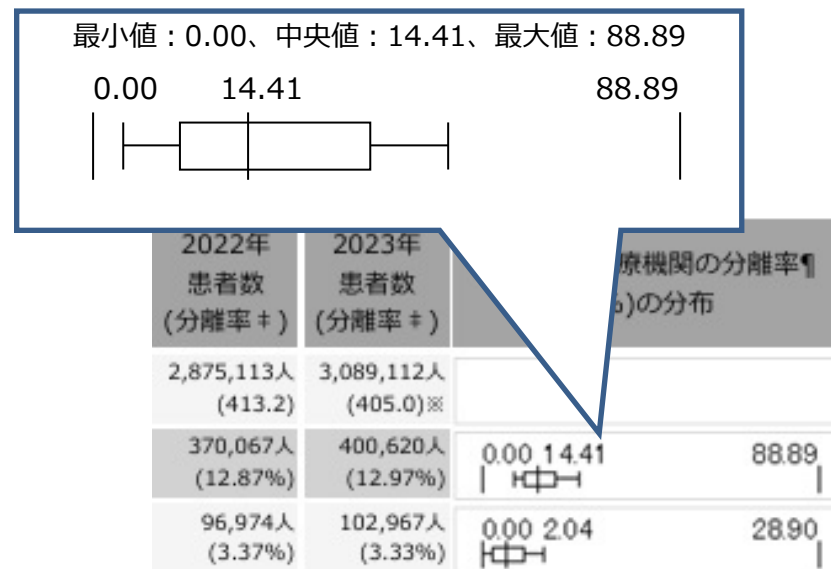 最小値：0.00、中央値：14.41、最大値：88.89
0.00 14.41 88.89
2022年 2023年
患者数 患者数 療機関の分離率¶
(分離率‡) (分離率‡) )の分布
2,875,113人 3,089,112人
(413.2) (405.0)※
370,067人 400,620人 0.00 14.41 88.89
(12.87%) (12.97%)
96,974人 102,967人 0.00 2.04 28.90
(3.37%) (3.33%)